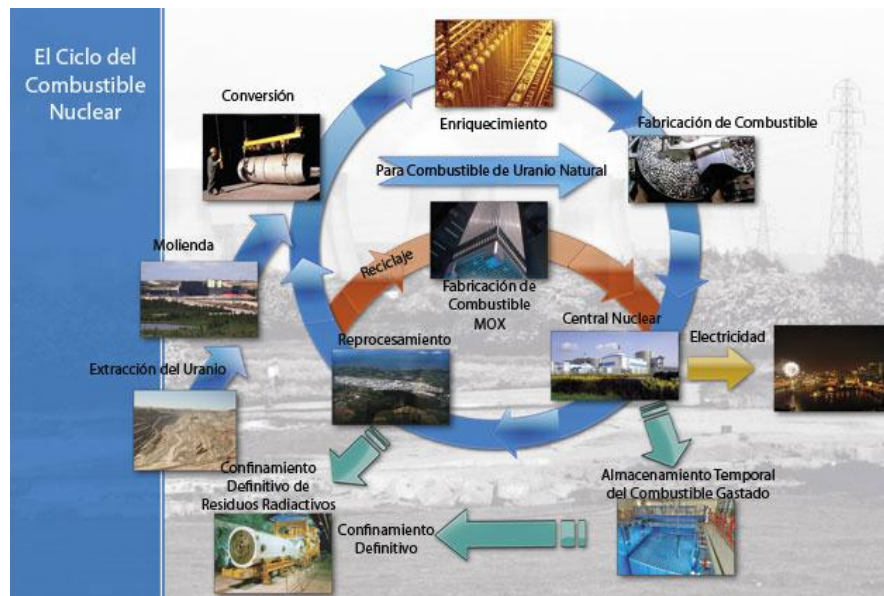 El Ciclo del
Combustible
Nuclear
Conversión
Enriquecimiento
Fabricación de Combustible
Para Combustible de Uranio Natural
Molienda
Reciclaje
Fabricación de
Combustible
MOX
Central Nuclear
Electricidad
Reprocesamiento
Extracción del Uranio
Confinamiento
Definitivo de
Residuos Radiactivos
Almacenamiento Temporal
del Combustible Gastado
Confinamiento
Definitivo